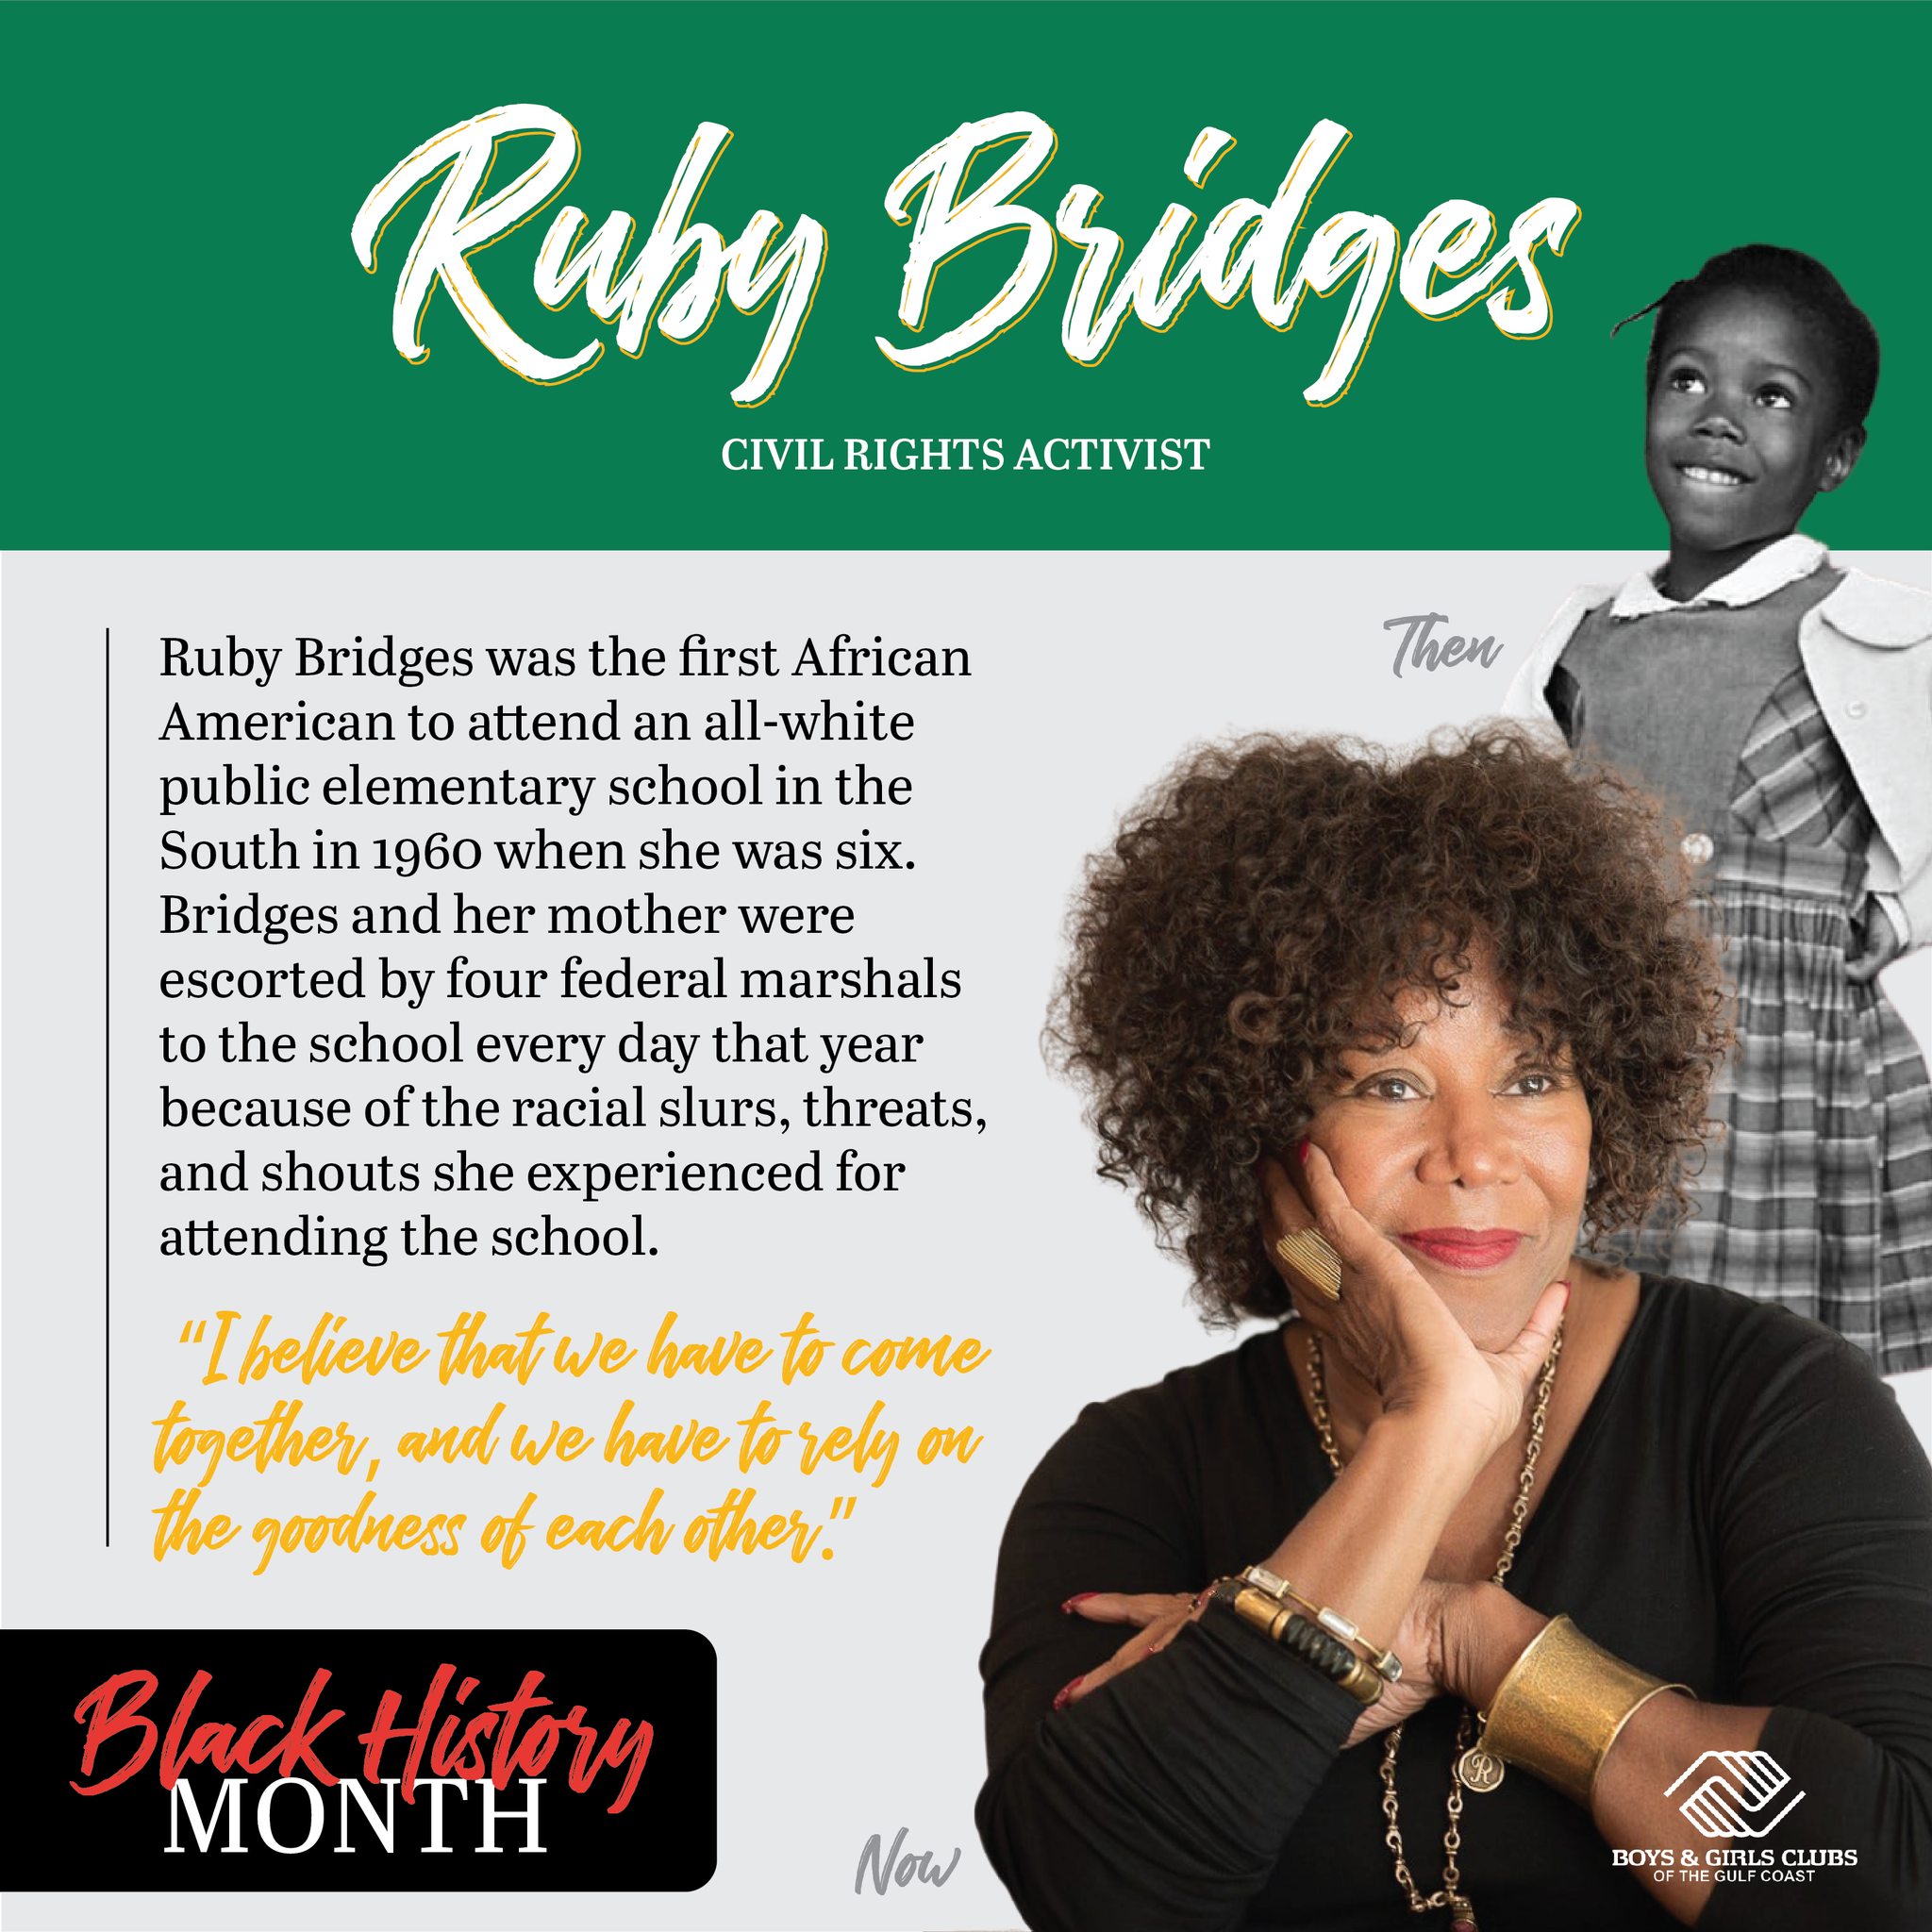 Ruby Bridges
CIVIL RIGHTS ACTIVIST
Then
Ruby Bridges was the first African
American to attend an all-white
public elementary school in the
South in 1960 when she was six.
Bridges and her mother were
escorted by four federal marshals
to the school every day that year
because of the racial slurs, threats,
and shouts she experienced for
attending the school.
“I believe that we have to come
together, and we have to rely on
the goodness of each other.”
Black History
MONTH
Now
R
BOYS & GIRLS CLUBS
OF THE GULF COAST